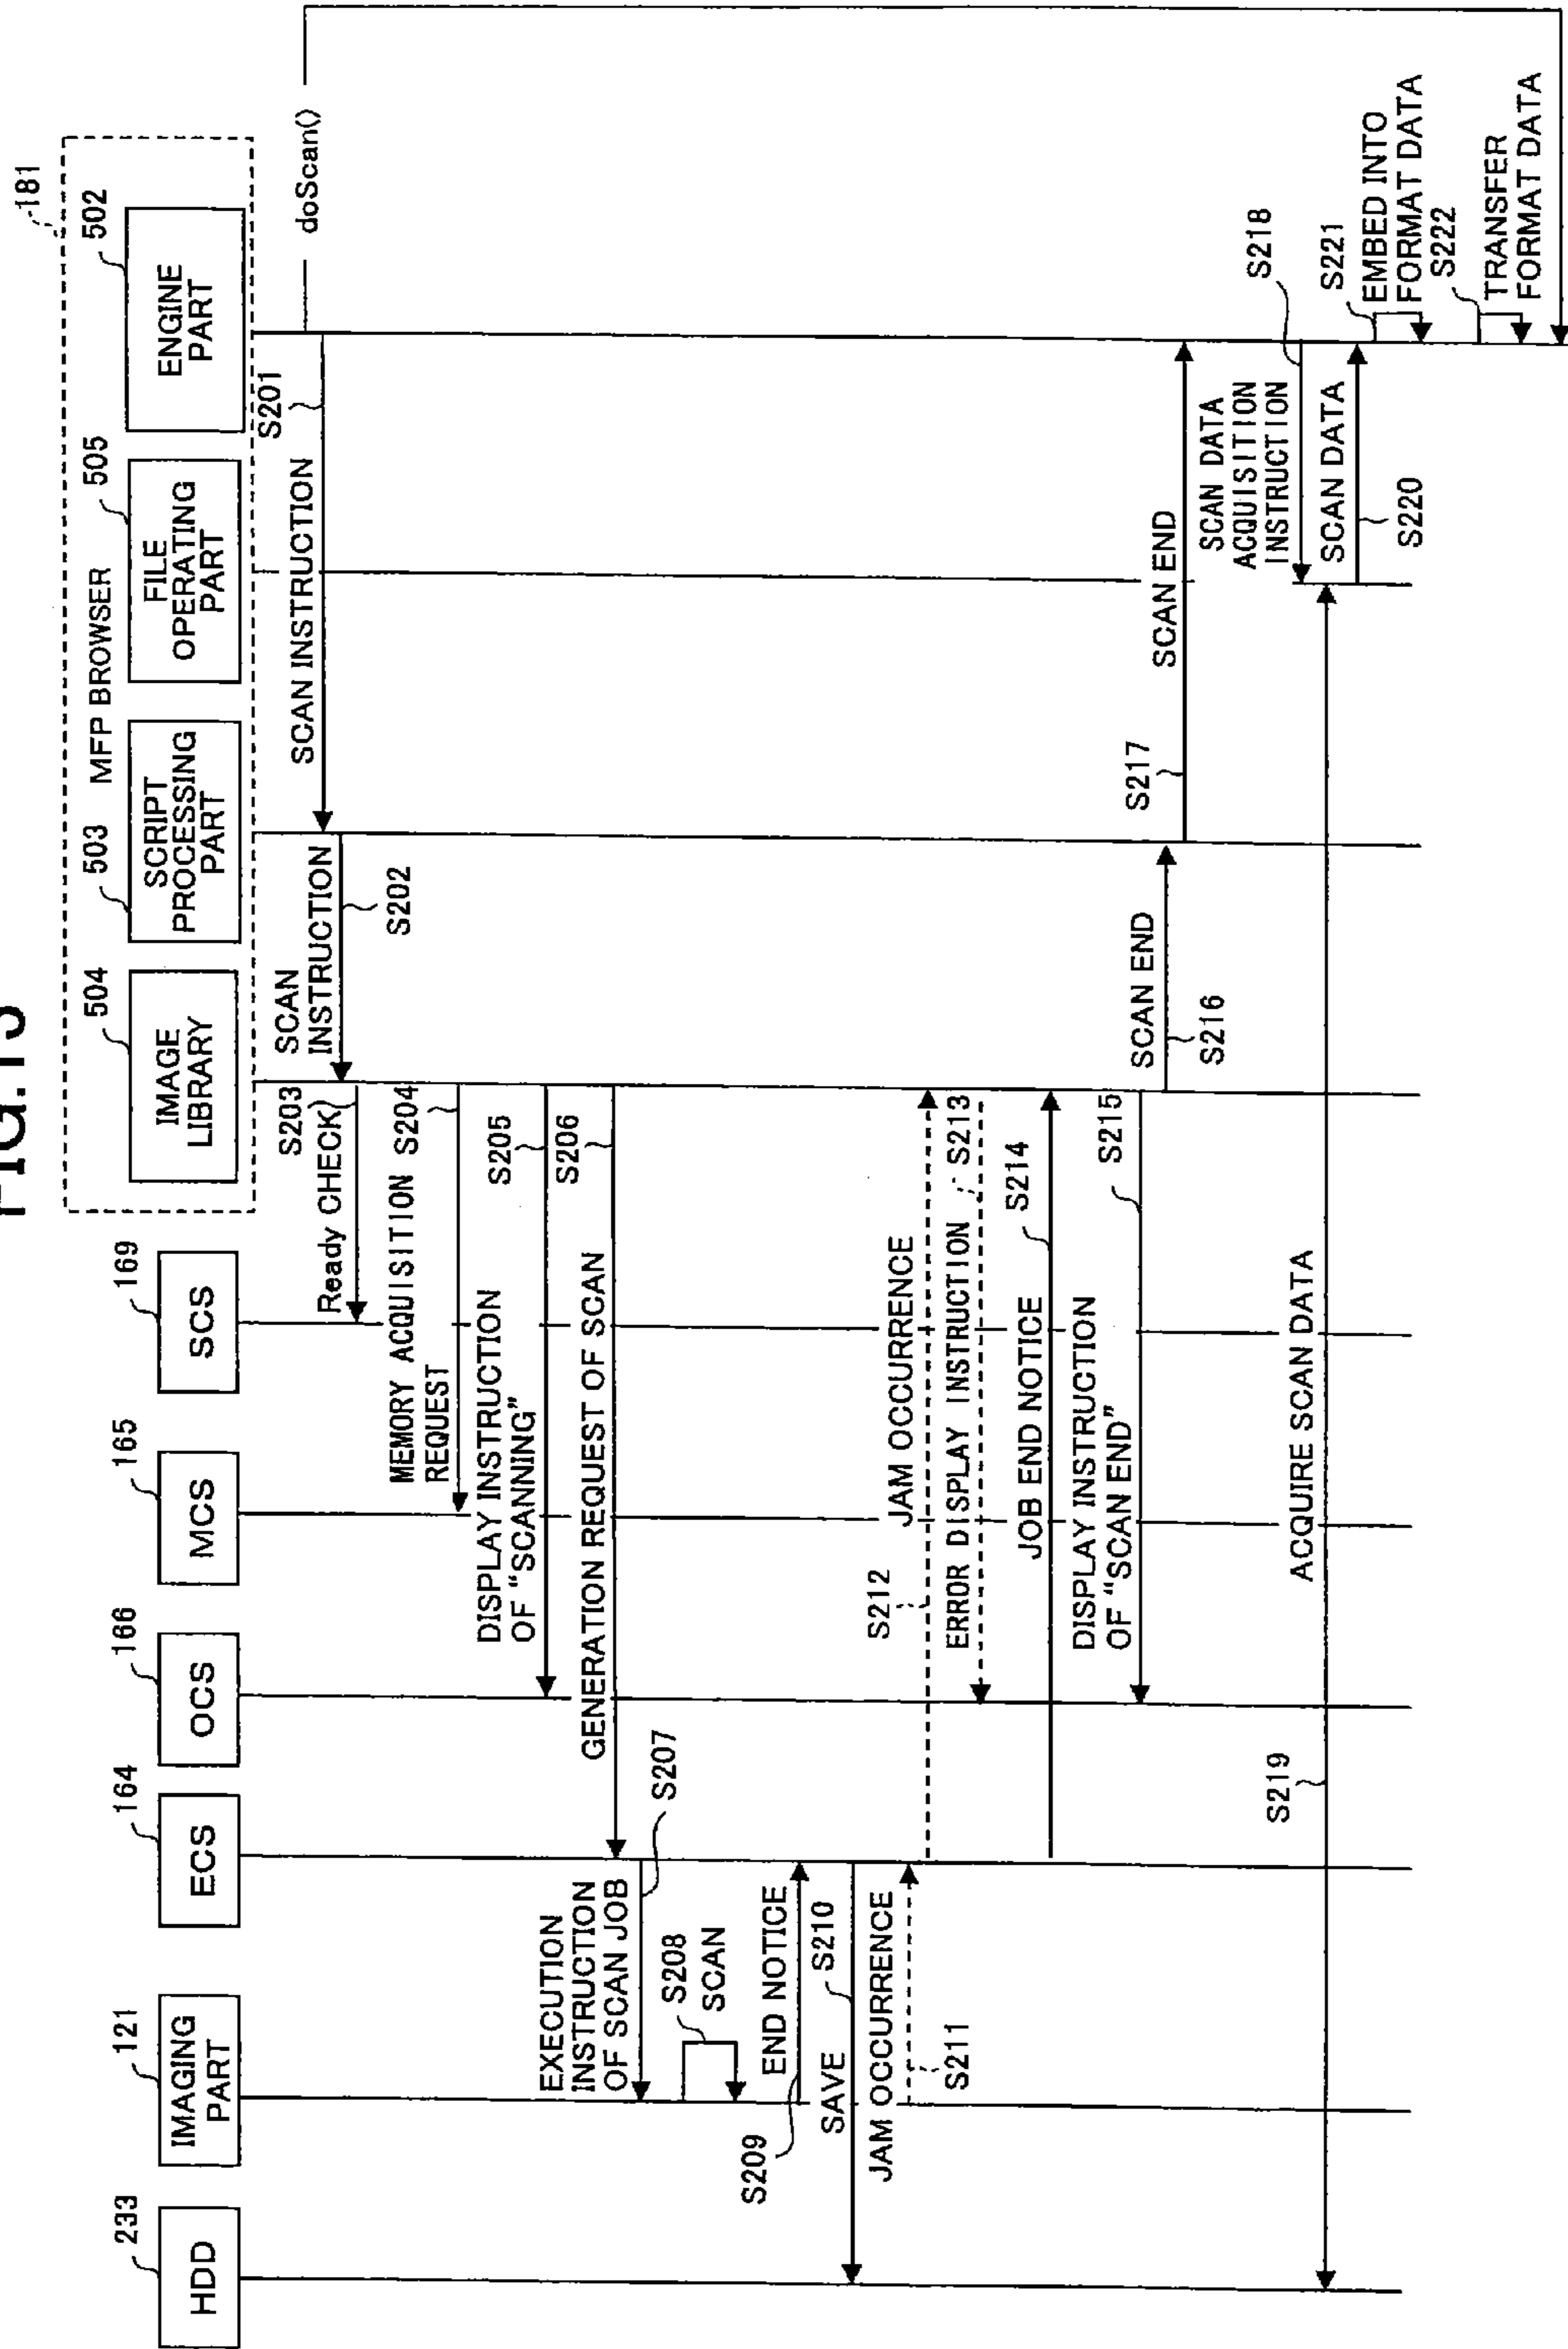 FIG.13
181
MFP BROWSER
233
HDD
121
IMAGING
PART
164
ECS
166
OCS
165
MCS
169
SCS
504
IMAGE
LIBRARY
503
SCRIPT
PROCESSING
PART
505
FILE
OPERATING
PART
502
ENGINE
PART
doScan()
SCAN INSTRUCTION
S201
SCAN
INSTRUCTION
S202
S203
Ready CHECK
MEMORY ACQUISITION
REQUEST
S204
DISPLAY INSTRUCTION
OF "SCANNING"
S205
GENERATION REQUEST OF SCAN
S206
EXECUTION
INSTRUCTION
OF SCAN JOB
S207
S208
SCAN
END NOTICE
S209
SAVE
S210
JAM OCCURRENCE
S211
JAM OCCURRENCE
S212
ERROR DISPLAY INSTRUCTION
S213
JOB END NOTICE
S214
DISPLAY INSTRUCTION
OF "SCAN END"
S215
SCAN END
S216
SCAN END
S217
SCAN DATA
ACQUISITION
INSTRUCTION
S218
ACQUIRE SCAN DATA
S219
SCAN DATA
S220
S221
EMBED INTO
FORMAT DATA
S222
TRANSFER
FORMAT DATA